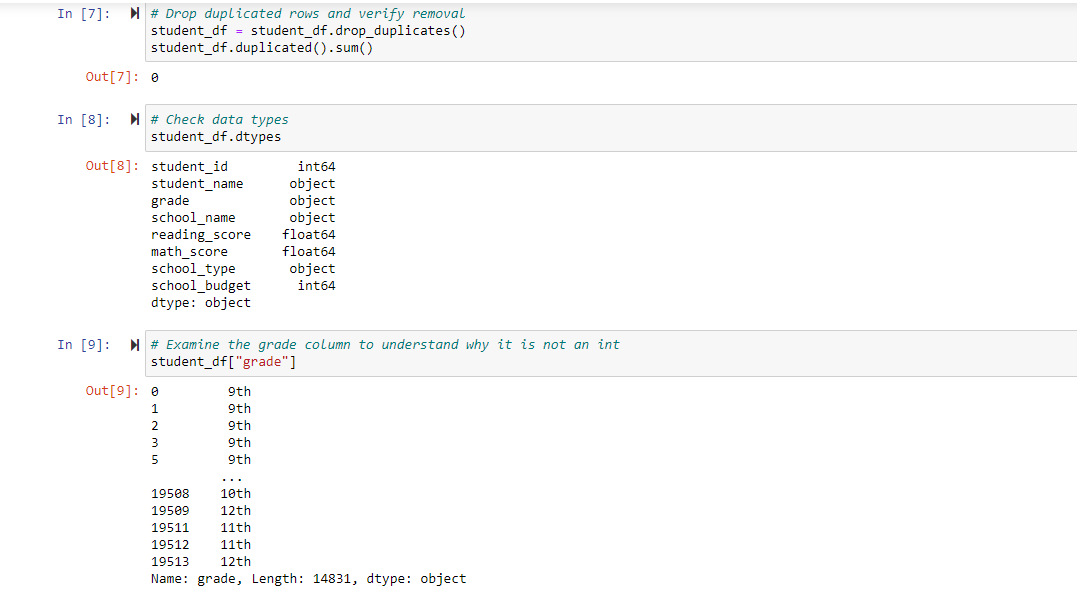 In [7]: # Drop duplicated rows and verify removal
student_df = student_df.drop_duplicates()
student_df.duplicated().sum()
Out[7]: 0
In [8]: # Check data types
student_df.dtypes
Out[8]: student_id int64
student_name object
grade object
school_name object
reading_score float64
math_score float64
school_type object
school_budget int64
dtype: object
In [9]: # Examine the grade column to understand why it is not an int
student_df["grade"]
Out[9]: 0 9th
1 9th
2 9th
3 9th
5 9th
...
19508 10th
19509 12th
19511 11th
19512 11th
19513 12th
Name: grade, Length: 14831, dtype: object